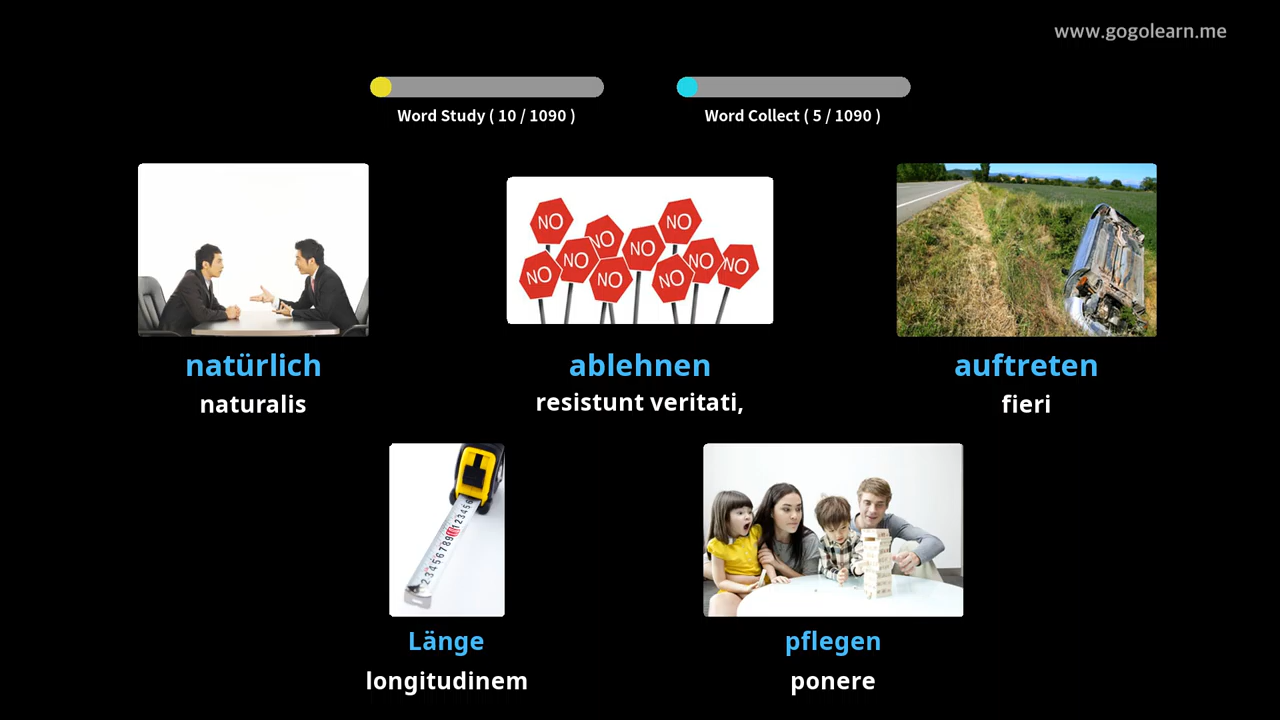 www.gogolearn.me
Word Study ( 10 / 1090 )
Word Collect ( 5 / 1090 )
NO NO NO NO NO NO NO NO NO NO
natürlich
naturalis
ablehnen
resistunt veritati,
auftreten
fieri
Länge
longitudinem
pflegen
ponere